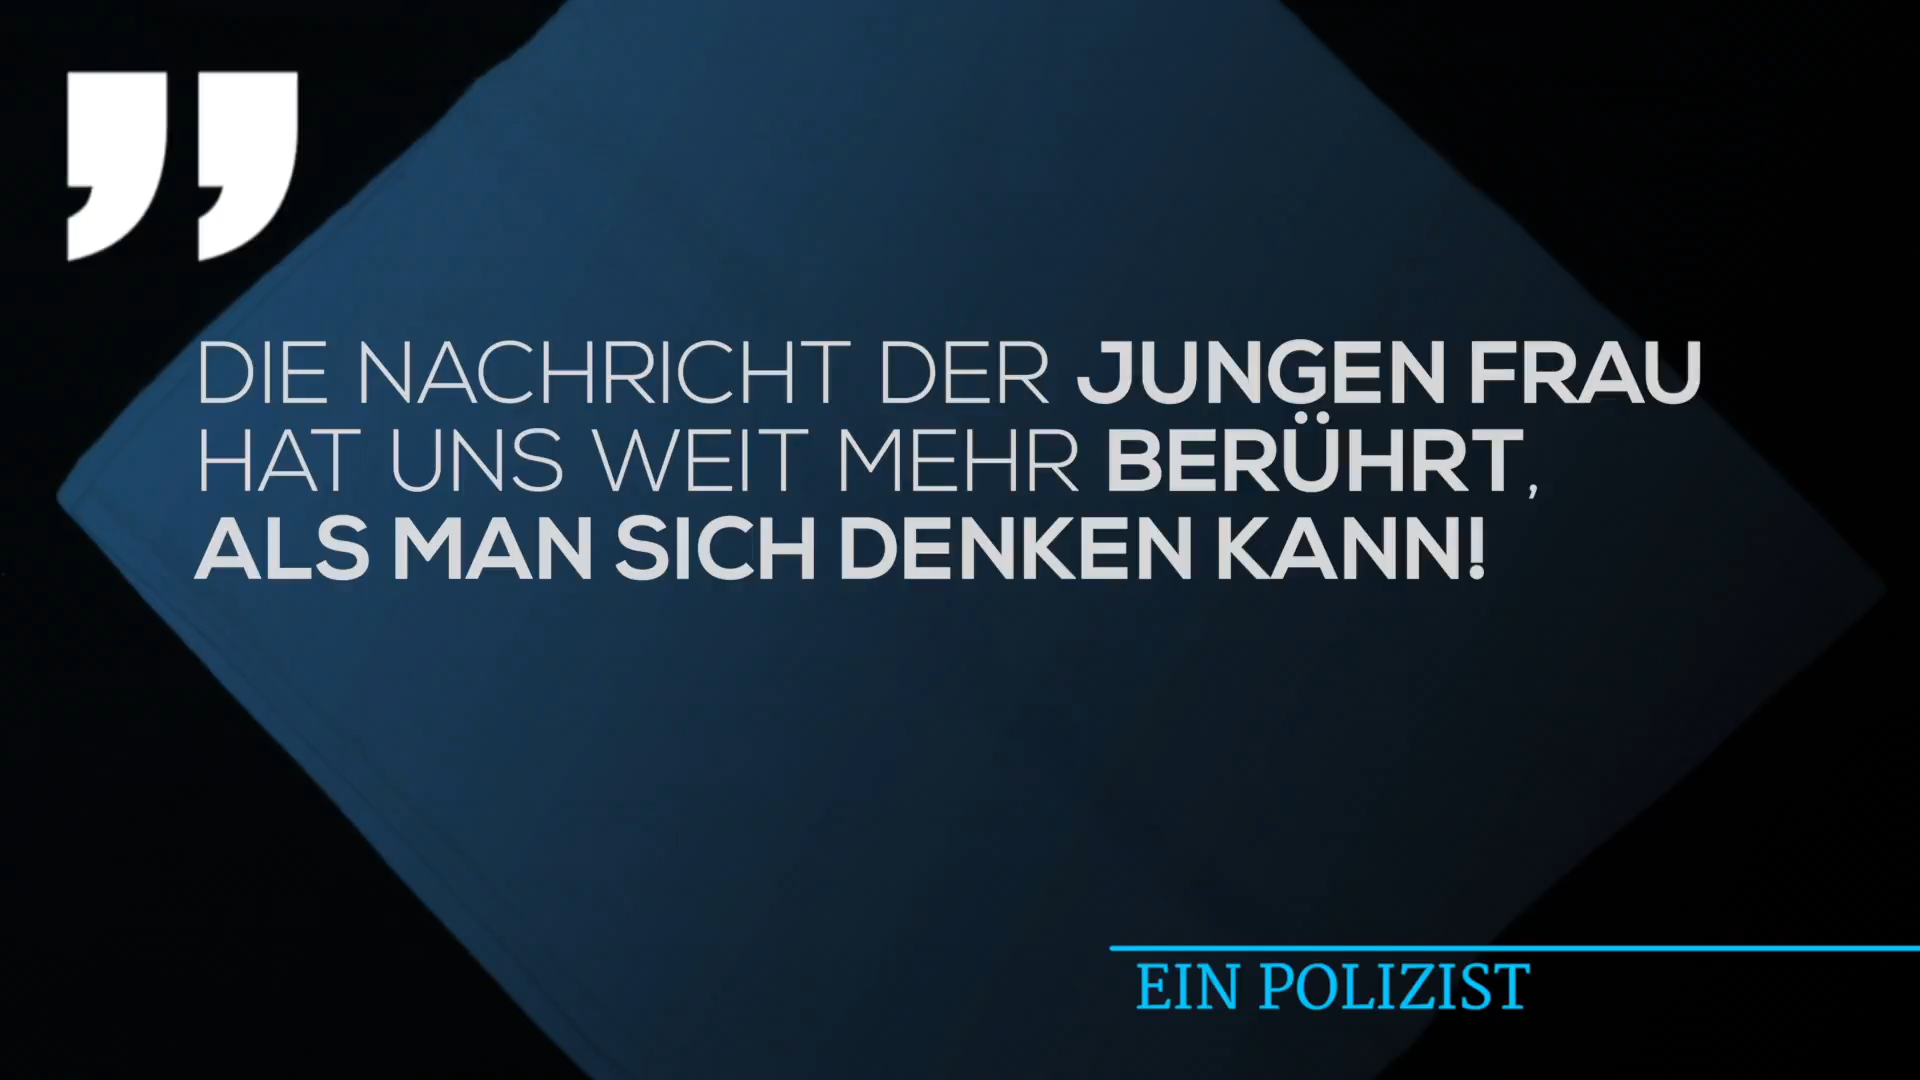 ”
DIE NACHRICHT DER JUNGEN FRAU
HAT UNS WEIT MEHR BERÜHRT,
ALS MAN SICH DENKEN KANN!
EIN POLIZIST